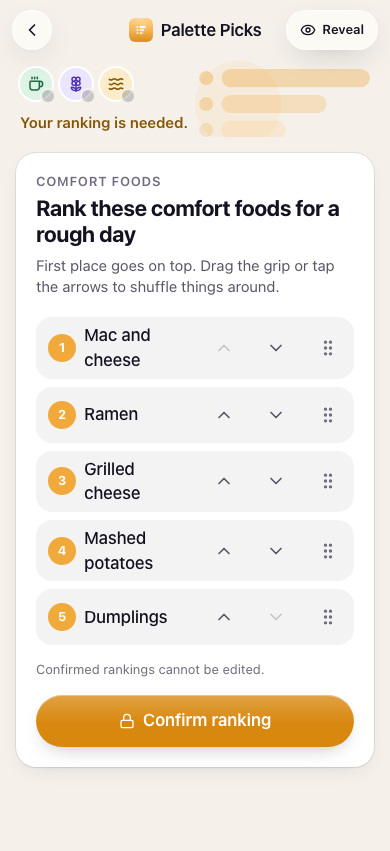 Palette Picks
Reveal
Your ranking is needed.
COMFORT FOODS
Rank these comfort foods for a
rough day
First place goes on top. Drag the grip or tap
the arrows to shuffle things around.
1 Mac and
cheese
2 Ramen
3 Grilled
cheese
4 Mashed
potatoes
5 Dumplings
Confirmed rankings cannot be edited.
Confirm ranking